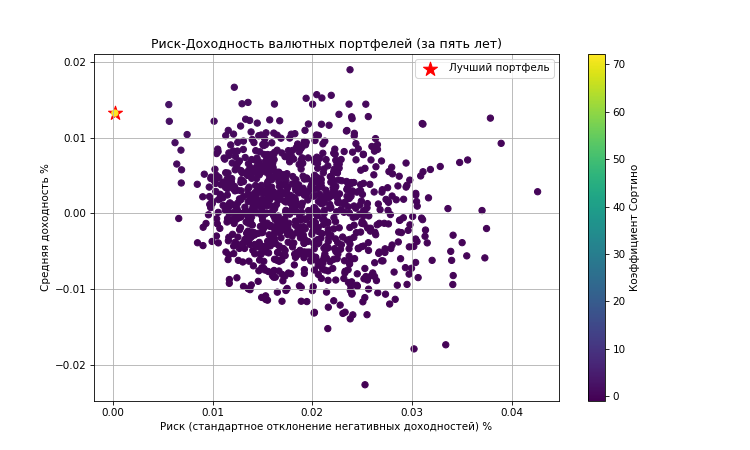 Риск-Доходность валютных портфелей (за пять лет)
Лучший портфель
Средняя доходность %
0.02
0.01
0.00
−0.01
−0.02
0.00 0.01 0.02 0.03 0.04
Риск (стандартное отклонение негативных доходностей) %
70
60
50
40
30
20
10
0
Коэффициент Сортино